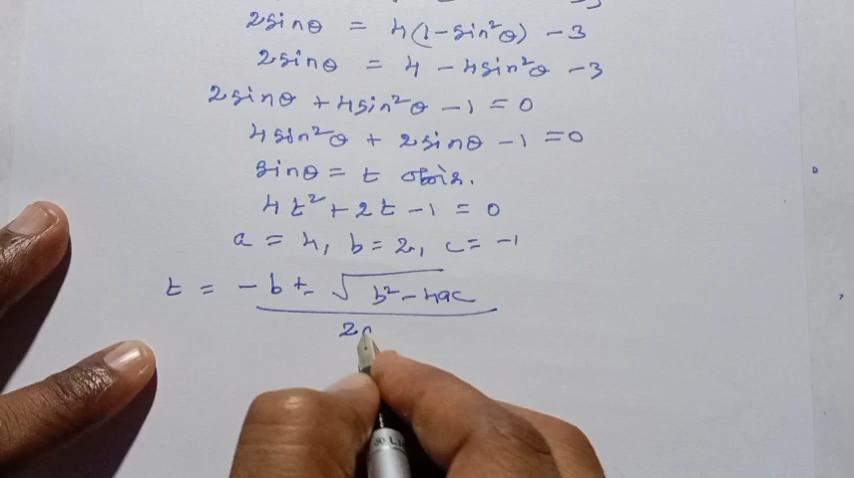 2sinθ = 4(1-sin²θ) - 3
2sinθ = 4 - 4sin²θ - 3
2sinθ + 4sin²θ - 1 = 0
4sin²θ + 2sinθ - 1 = 0
sinθ = t
4t² + 2t - 1 = 0
a = 4, b = 2, c = -1
t = -b ± √b² - 4ac
2a